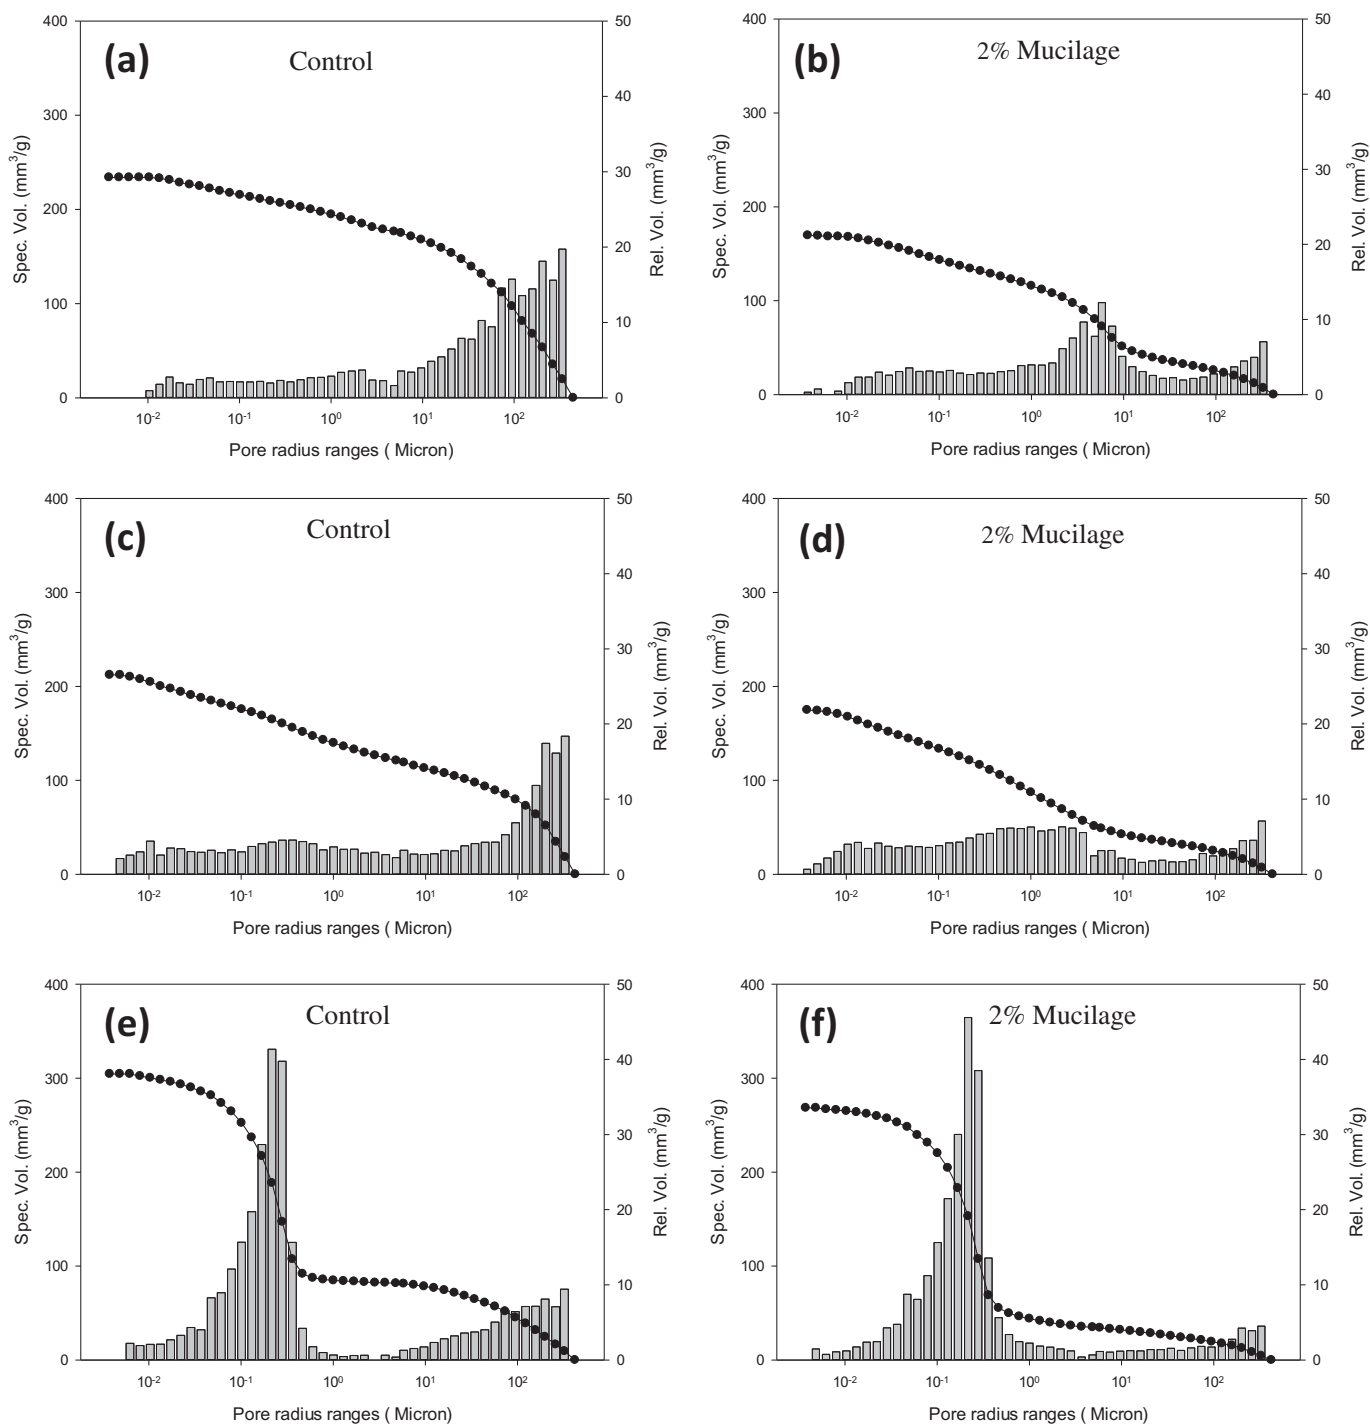 (a)
Control
400
300
200
100
0
50
40
30
20
10
0
Spec. Vol. (mm³/g)
Rel. Vol. (mm³/g)
10⁻² 10⁻¹ 10⁰ 10¹ 10²
Pore radius ranges ( Micron)
(b)
2% Mucilage
400
300
200
100
0
50
40
30
20
10
0
Spec. Vol. (mm³/g)
Rel. Vol. (mm³/g)
10⁻² 10⁻¹ 10⁰ 10¹ 10²
Pore radius ranges ( Micron)
(c)
Control
400
300
200
100
0
50
40
30
20
10
0
Spec. Vol. (mm³/g)
Rel. Vol. (mm³/g)
10⁻² 10⁻¹ 10⁰ 10¹ 10²
Pore radius ranges ( Micron)
(d)
2% Mucilage
400
300
200
100
0
50
40
30
20
10
0
Spec. Vol. (mm³/g)
Rel. Vol. (mm³/g)
10⁻² 10⁻¹ 10⁰ 10¹ 10²
Pore radius ranges ( Micron)
(e)
Control
400
300
200
100
0
50
40
30
20
10
0
Spec. Vol. (mm³/g)
Rel. Vol. (mm³/g)
10⁻² 10⁻¹ 10⁰ 10¹ 10²
Pore radius ranges ( Micron)
(f)
2% Mucilage
400
300
200
100
0
50
40
30
20
10
0
Spec. Vol. (mm³/g)
Rel. Vol. (mm³/g)
10⁻² 10⁻¹ 10⁰ 10¹ 10²
Pore radius ranges ( Micron)